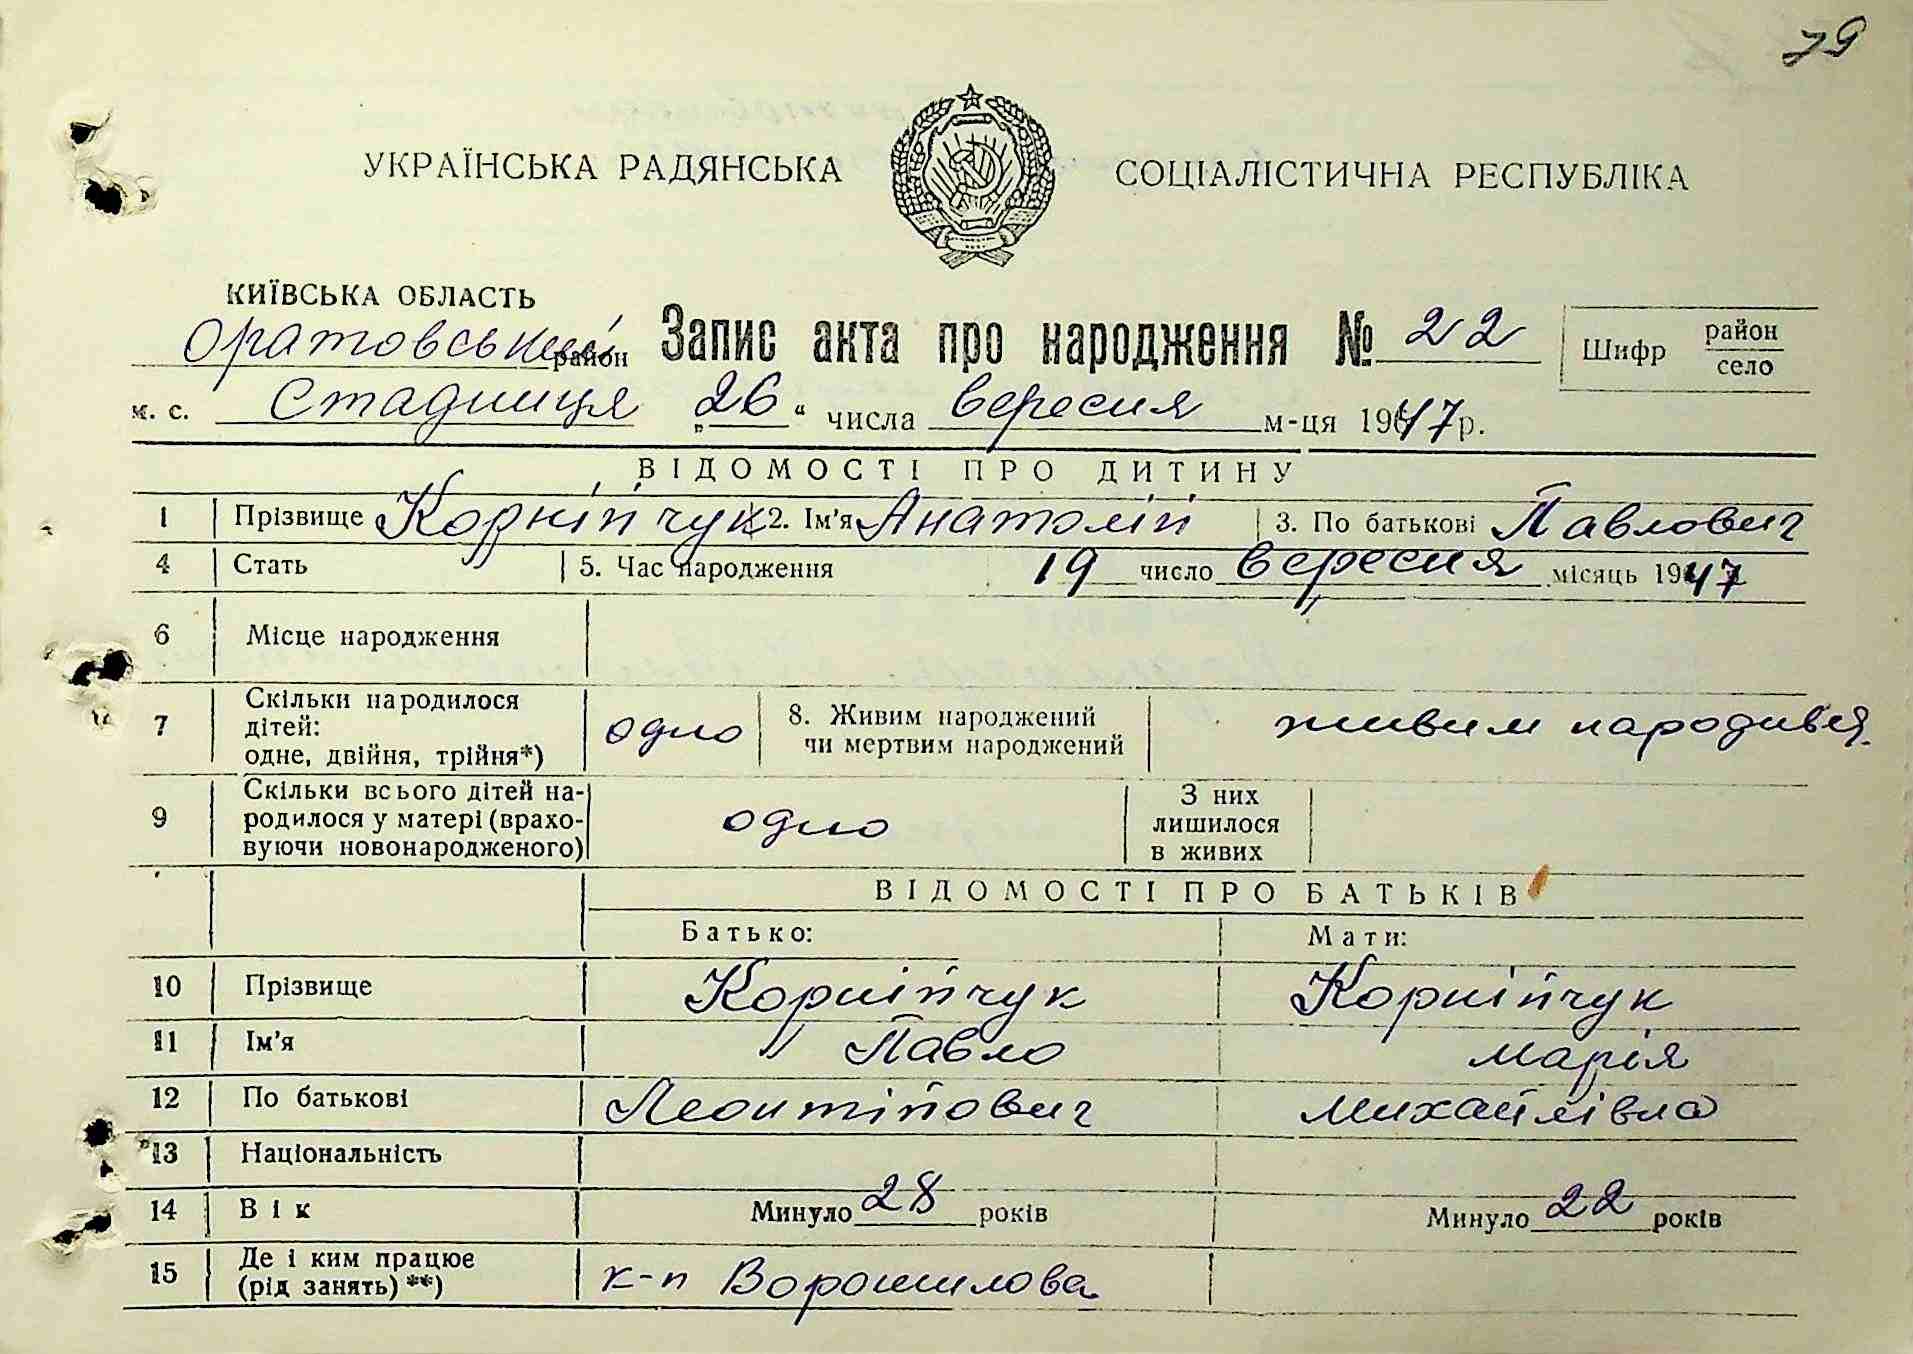 79
УКРАЇНСЬКА РАДЯНСЬКА СОЦІАЛІСТИЧНА РЕСПУБЛІКА
КИЇВСЬКА ОБЛАСТЬ
Оратовський район Запис акта про народження № 22 Шифр район село
м. с. Стадниця „26“ числа вересня м-ця 1947 р.
ВІДОМОСТІ ПРО ДИТИНУ
1 Прізвище Корнійчук 2. Ім'я Анатолій 3. По батькові Павлович
4 Стать 5. Час народження 19 число вересня місяць 1947
6 Місце народження
7 Скільки народилося дітей: одне, двійня, трійня*) одно 8. Живим народжений чи мертвим народжений живим народився.
9 Скільки всього дітей народилося у матері (враховуючи новонародженого) одно З них лишилося в живих
ВІДОМОСТІ ПРО БАТЬКІВ
Батько: Мати:
10 Прізвище Корнійчук Корнійчук
11 Ім'я Павло Марія
12 По батькові Леонтійович Михайлівна
13 Національність
14 Вік Минуло 28 років Минуло 22 років
15 Де і ким працює (рід занять) **) к-п Ворошилова